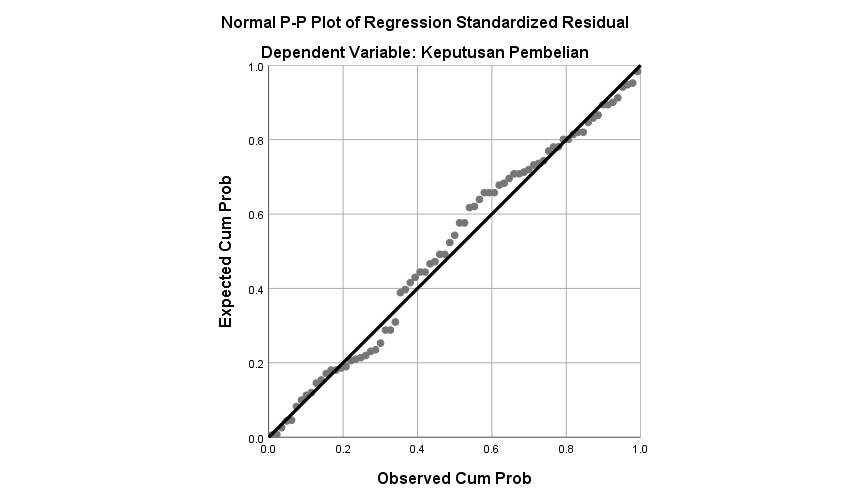 Normal P-P Plot of Regression Standardized Residual
Dependent Variable: Keputusan Pembelian
1.0
0.8
0.6
0.4
0.2
0.0
Expected Cum Prob
0.0 0.2 0.4 0.6 0.8 1.0
Observed Cum Prob